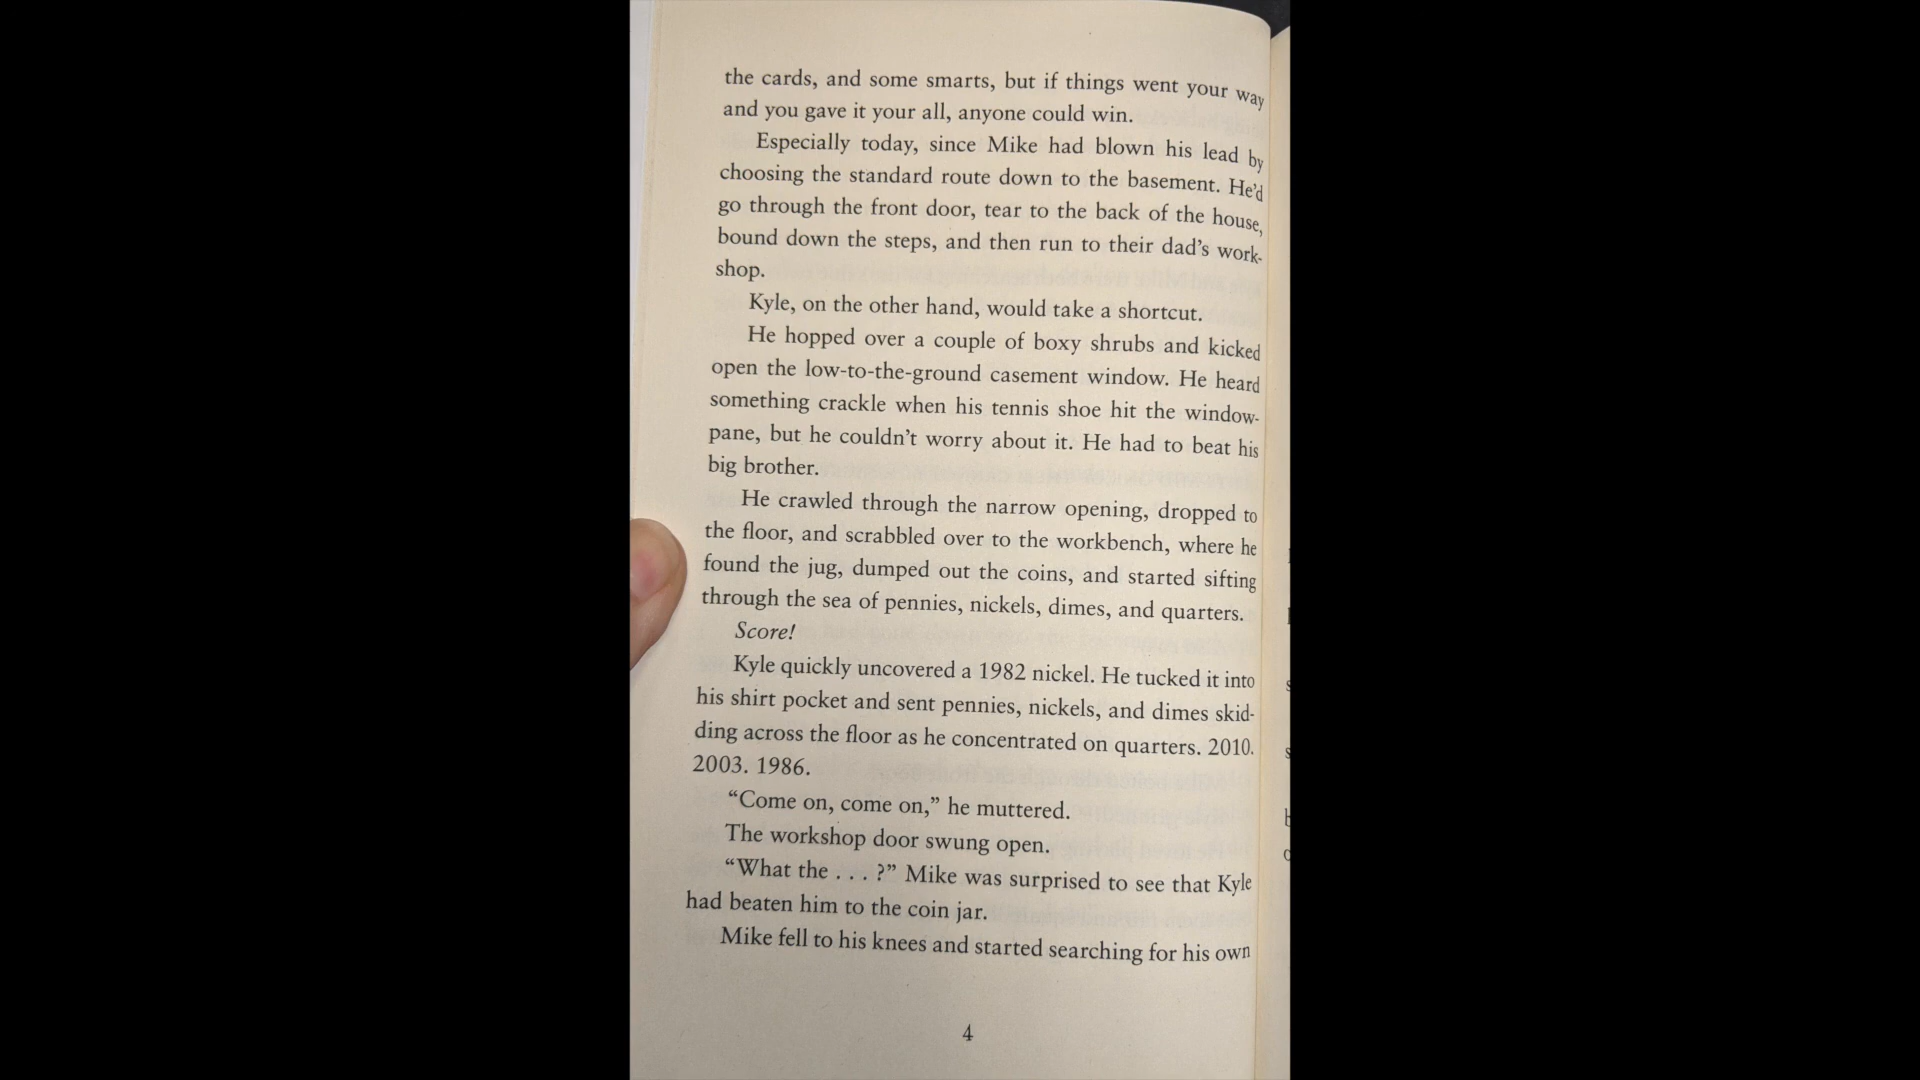 the cards, and some smarts, but if things went your way
and you gave it your all, anyone could win.
Especially today, since Mike had blown his lead by
choosing the standard route down to the basement. He’d
go through the front door, tear to the back of the house,
bound down the steps, and then run to their dad’s work-
shop.
Kyle, on the other hand, would take a shortcut.
He hopped over a couple of boxy shrubs and kicked
open the low-to-the-ground casement window. He heard
something crackle when his tennis shoe hit the window-
pane, but he couldn’t worry about it. He had to beat his
big brother.
He crawled through the narrow opening, dropped to
the floor, and scrabbled over to the workbench, where he
found the jug, dumped out the coins, and started sifting
through the sea of pennies, nickels, dimes, and quarters.
Score!
Kyle quickly uncovered a 1982 nickel. He tucked it into
his shirt pocket and sent pennies, nickels, and dimes skid-
ding across the floor as he concentrated on quarters. 2010.
2003. 1986.
“Come on, come on,” he muttered.
The workshop door swung open.
“What the . . . ?” Mike was surprised to see that Kyle
had beaten him to the coin jar.
Mike fell to his knees and started searching for his own
4